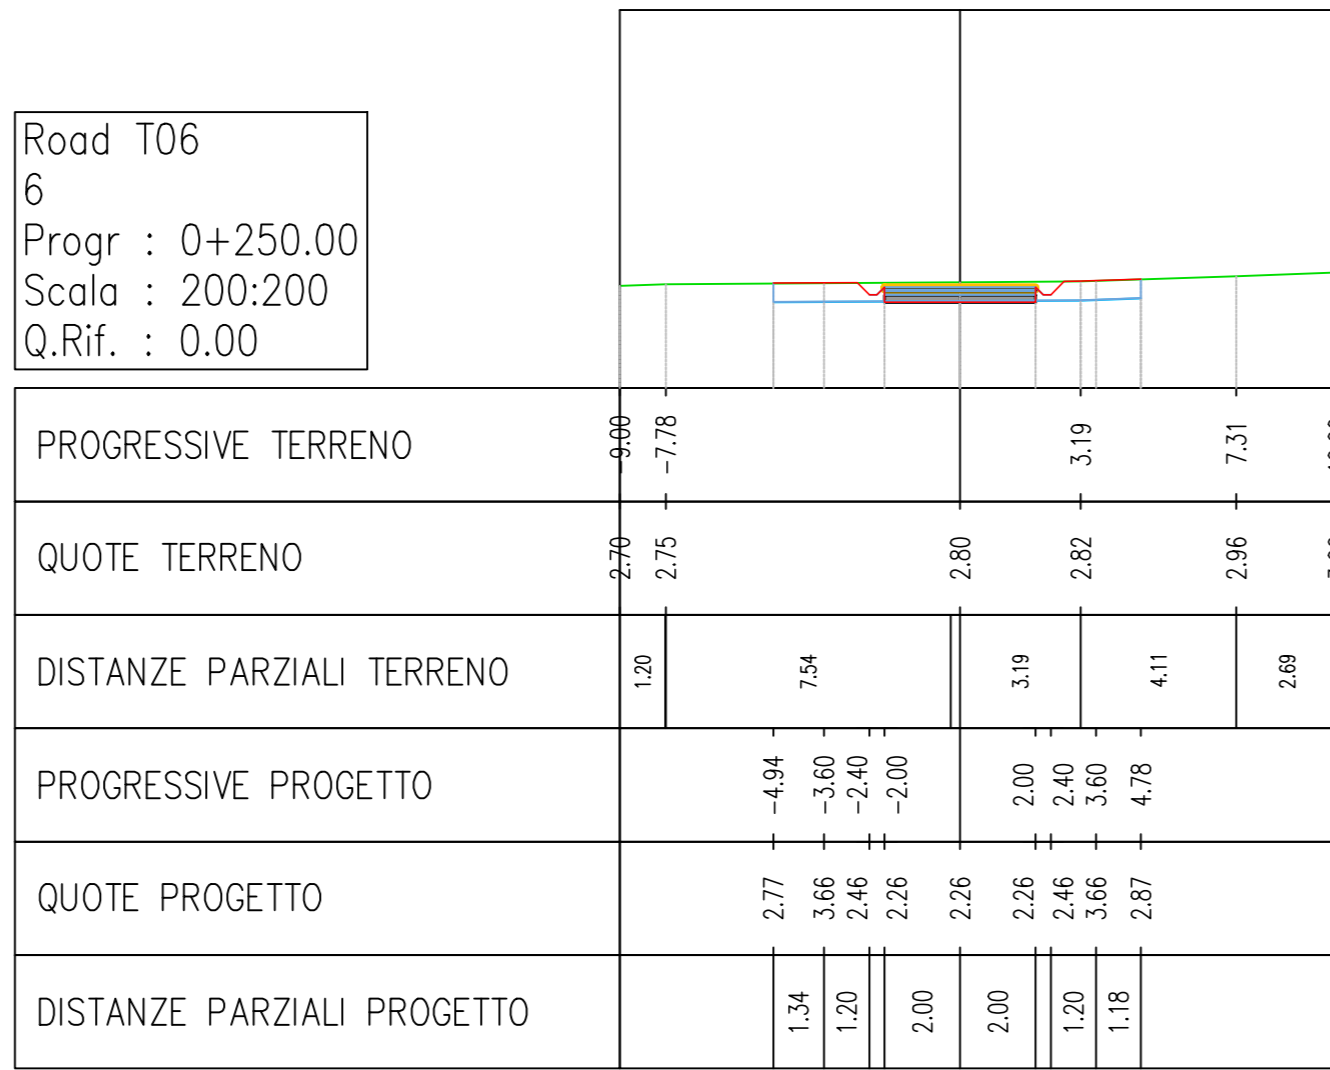 Road T06
6
Progr : 0+250.00
Scala : 200:200
Q.Rif. : 0.00
PROGRESSIVE TERRENO
-9.00 -7.78 3.19 7.31
QUOTE TERRENO
2.70 2.75 2.80 2.82 2.96
DISTANZE PARZIALI TERRENO
1.20 7.54 3.19 4.11 2.69
PROGRESSIVE PROGETTO
-4.94 -3.60 -2.40 -2.00 2.00 2.40 3.60 4.78
QUOTE PROGETTO
2.77 3.66 2.46 2.26 2.26 2.26 2.46 3.66 2.87
DISTANZE PARZIALI PROGETTO
1.34 1.20 2.00 2.00 1.20 1.18